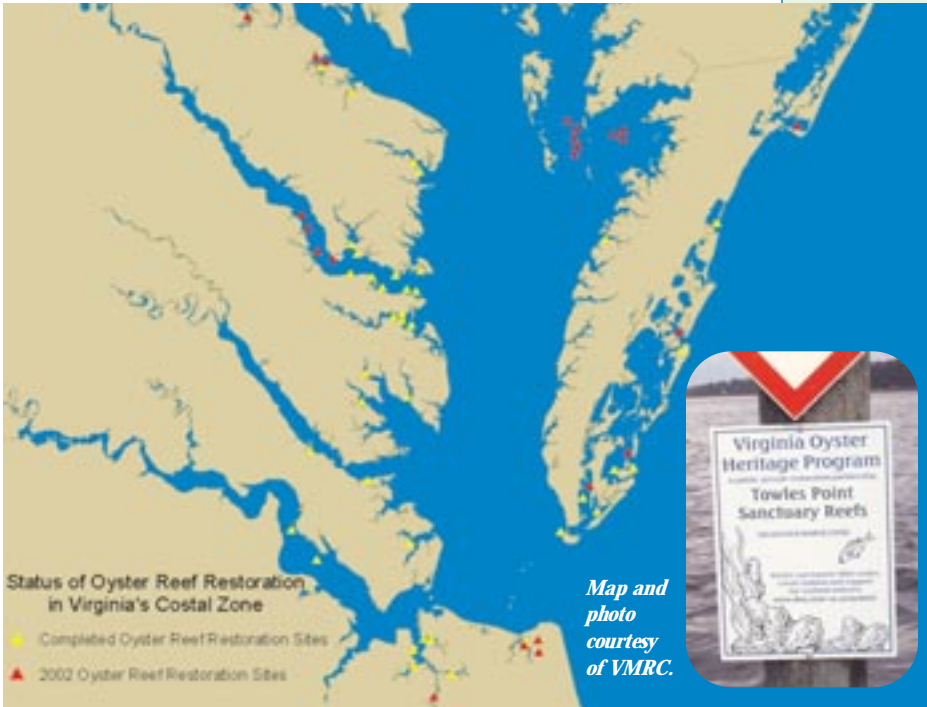 Status of Oyster Reef Restoration
in Virginia's Costal Zone
Completed Oyster Reef Restoration Sites
2002 Oyster Reef Restoration Sites
Map and
photo
courtesy
of VMRC.
Virginia Oyster
Heritage Program
Towles Point
Sanctuary Reefs